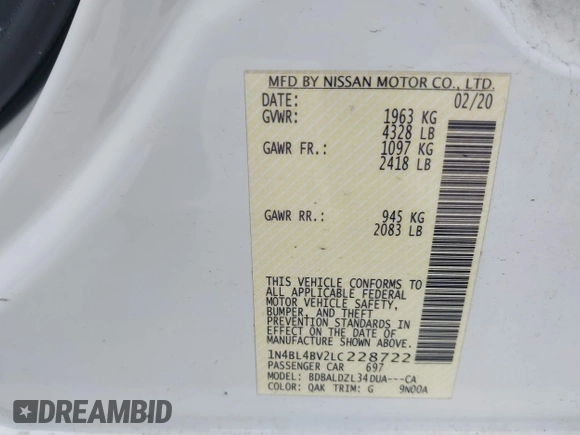 MFD BY NISSAN MOTOR CO., LTD.
DATE: 02/20
GVWR: 1963 KG
4328 LB
GAWR FR.: 1097 KG
2418 LB
GAWR RR.: 945 KG
2083 LB
THIS VEHICLE CONFORMS TO
ALL APPLICABLE FEDERAL
MOTOR VEHICLE SAFETY,
BUMPER, AND THEFT
PREVENTION STANDARDS IN
EFFECT ON THE DATE OF
MANUFACTURE SHOWN ABOVE.
1N4BL4BV2LC228722
PASSENGER CAR 697
MODEL: BDBALDZL34DUA---CA
COLOR: QAK TRIM: G 9N00A
DREAMBID